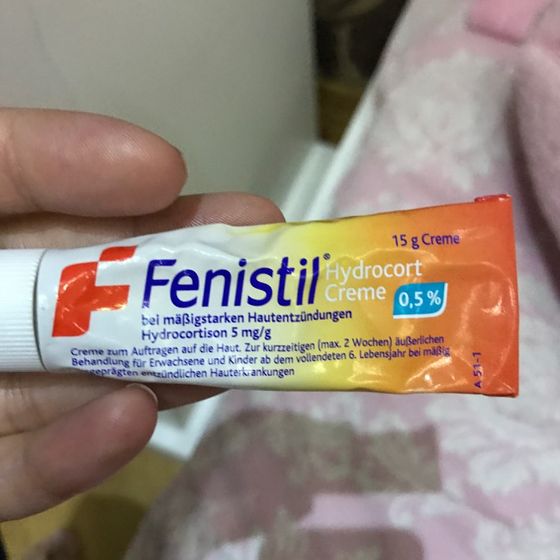 15 g Creme
Fenistil® Hydrocort
Creme 0,5 %
bei mäßigstarken Hautentzündungen
Hydrocortison 5 mg/g
Creme zum Auftragen auf die Haut. Zur kurzzeitigen (max. 2 Wochen) äußerlichen
Behandlung für Erwachsene und Kinder ab dem vollendeten 6. Lebensjahr bei mäßig
entzündlichen Hauterkrankungen
A 51-1